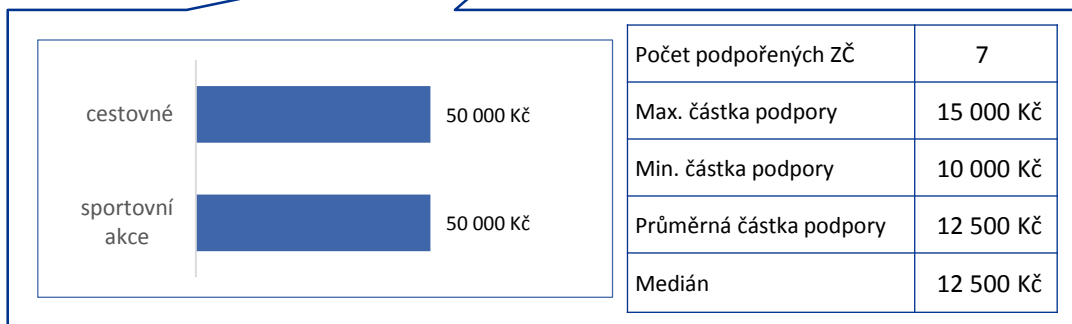 cestovné
50 000 Kč
sportovní
akce
50 000 Kč
Počet podpořených ZČ 7
Max. částka podpory 15 000 Kč
Min. částka podpory 10 000 Kč
Průměrná částka podpory 12 500 Kč
Medián 12 500 Kč